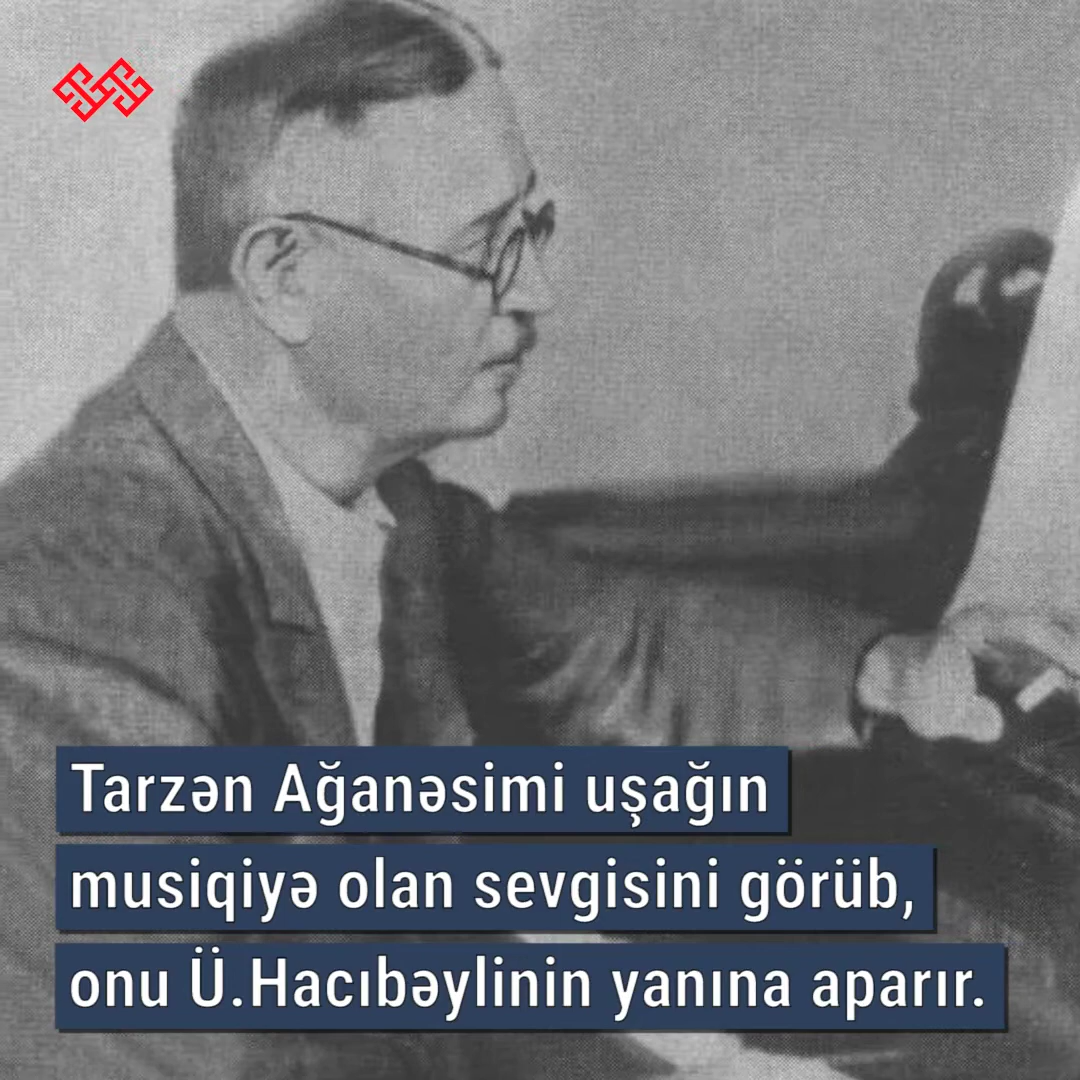 Tarzən Ağanəsimi uşağın
musiqiyə olan sevgisini görüb,
onu Ü.Hacıbəylinin yanına aparır.